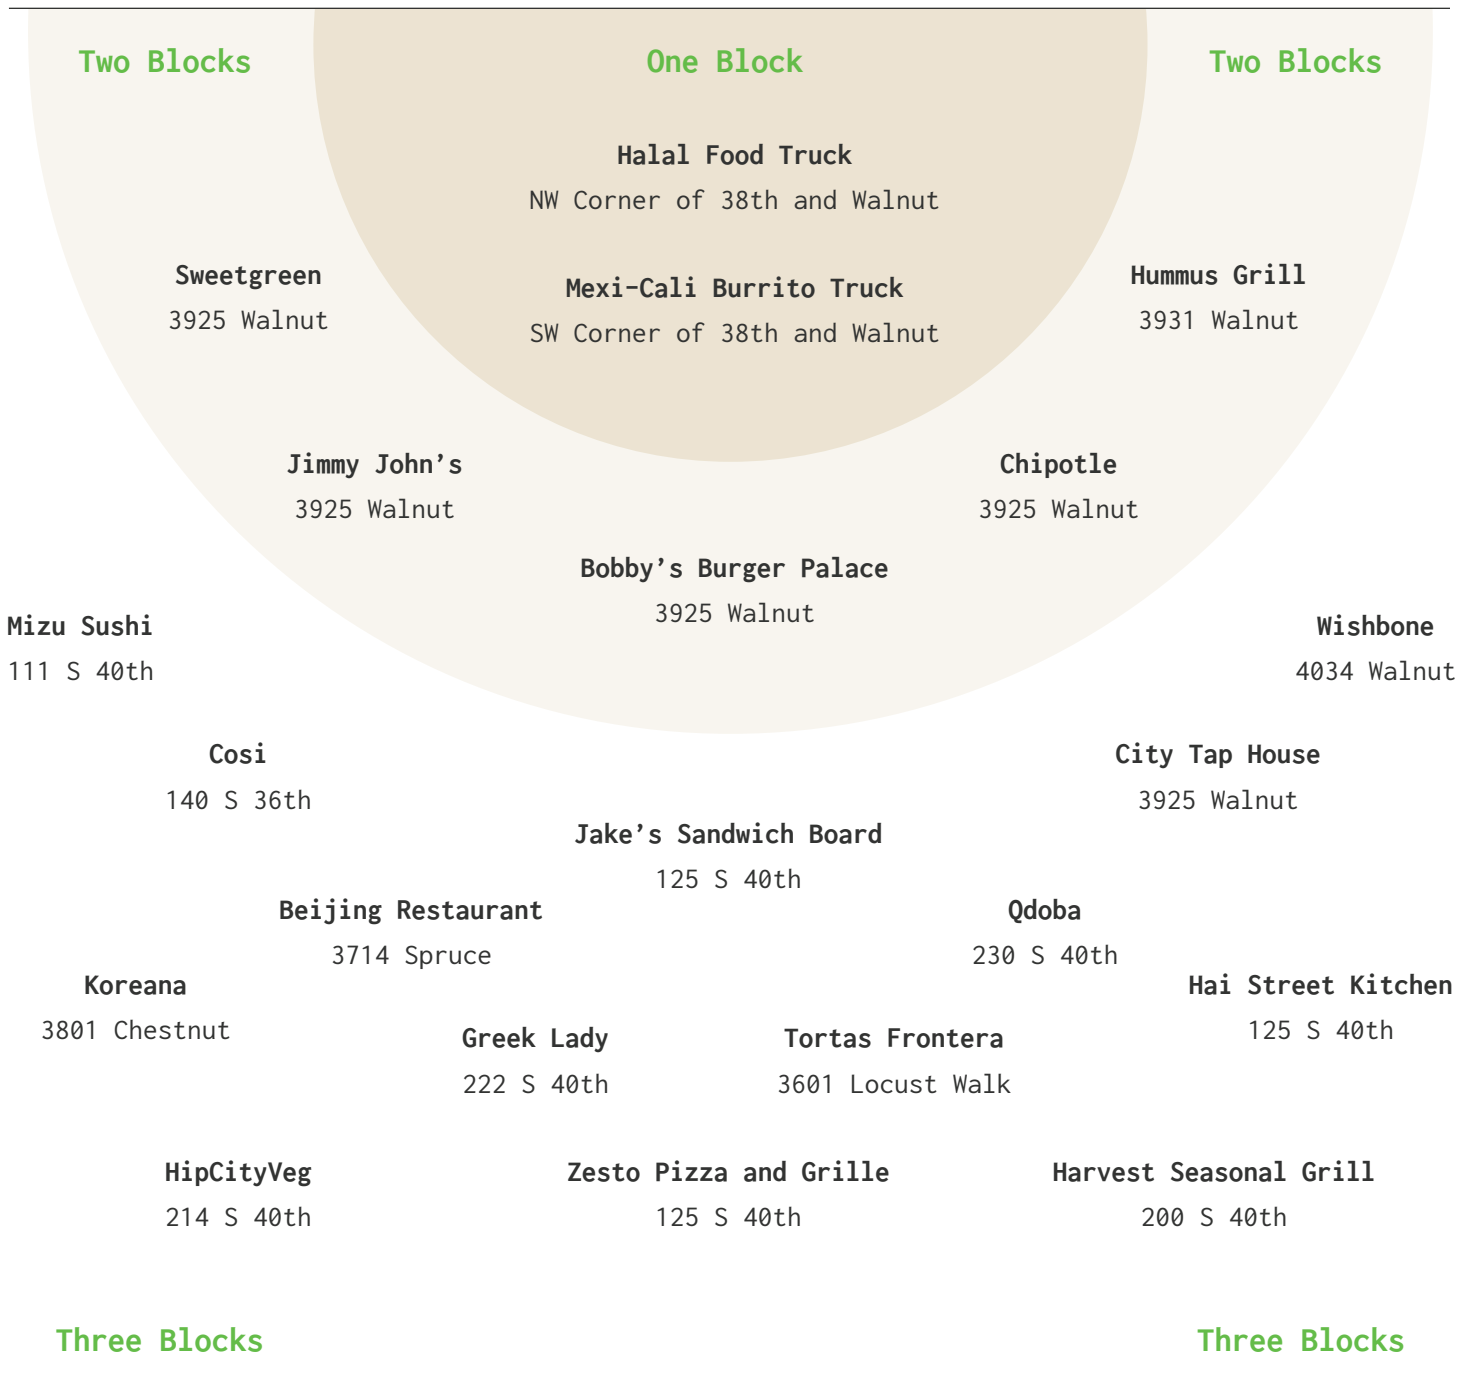 Two Blocks
One Block
Two Blocks
Halal Food Truck
NW Corner of 38th and Walnut
Sweetgreen
3925 Walnut
Mexi-Cali Burrito Truck
SW Corner of 38th and Walnut
Hummus Grill
3931 Walnut
Jimmy John’s
3925 Walnut
Chipotle
3925 Walnut
Bobby’s Burger Palace
3925 Walnut
Mizu Sushi
111 S 40th
Wishbone
4034 Walnut
Cosi
140 S 36th
City Tap House
3925 Walnut
Jake’s Sandwich Board
125 S 40th
Beijing Restaurant
3714 Spruce
Qdoba
230 S 40th
Koreana
3801 Chestnut
Hai Street Kitchen
125 S 40th
Greek Lady
222 S 40th
Tortas Frontera
3601 Locust Walk
HipCityVeg
214 S 40th
Zesto Pizza and Grille
125 S 40th
Harvest Seasonal Grill
200 S 40th
Three Blocks
Three Blocks